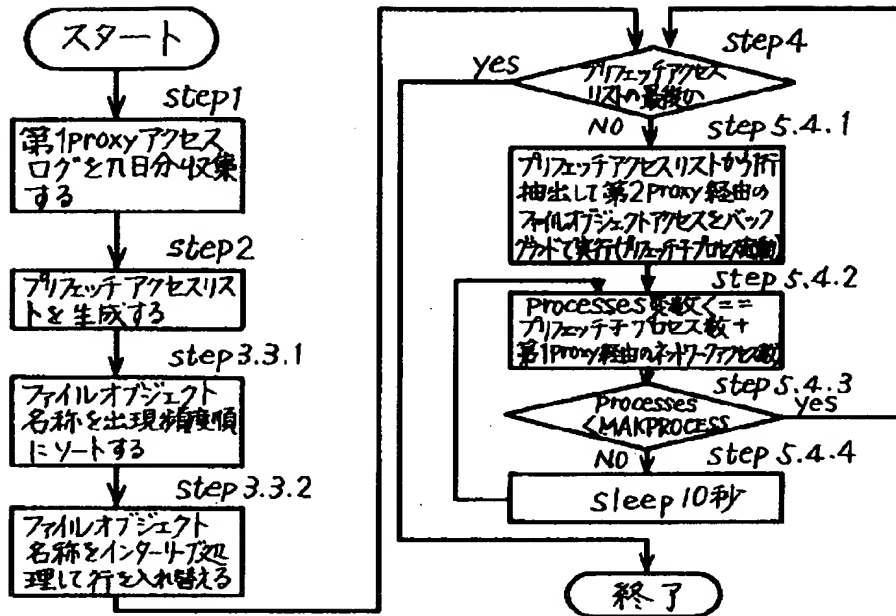 スタート
step1
第1proxyアクセス
ログをn日分収集
する
step2
プリフェッチアクセスリス
トを生成する
step3.3.1
ファイルオブジェクト
名称を出現頻度順
にソートする
step3.3.2
ファイルオブジェクト
名称をインターリーブ処
理して行を入れ替える
step4
プリフェッチアクセス
リストの最後か
yes
NO
step5.4.1
プリフェッチアクセスリストから1行
抽出して第2proxy経由の
ファイルオブジェクトアクセスをバック
グランドで実行(プリフェッチ子プロセス起動)
step5.4.2
processes変数<==
プリフェッチ子プロセス数+
第1proxy経由のネットワークアクセス数
step5.4.3
processes
<MAKPROCESS
yes
NO
step5.4.4
sleep10秒
終了